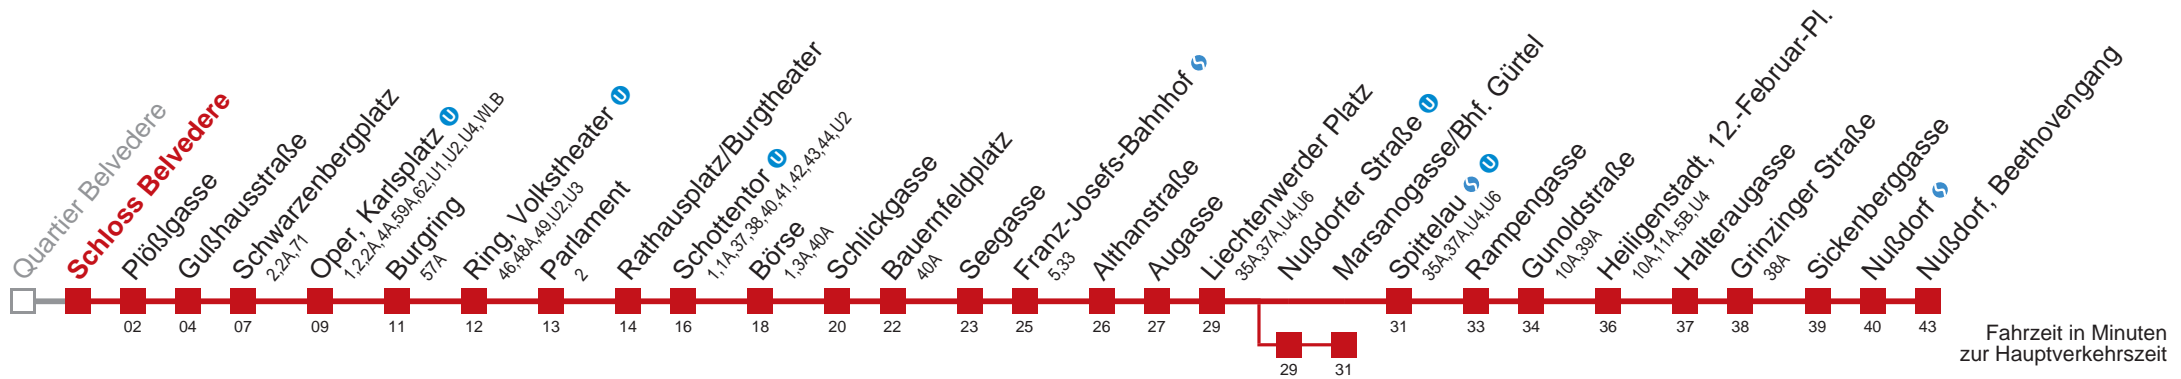 Quartier Belvedere
Schloss Belvedere
Plößlgasse
02
Gußhausstraße
04
Schwarzenbergplatz
2,2A,71
07
Oper, Karlsplatz U
1,2,2A,4A,59A,62,U1,U2,U4,WLB
09
Burgring
57A
11
Ring, Volkstheater U
46,48A,49,U2,U3
12
Parlament
2
13
Rathausplatz/Burgtheater
14
Schottentor U
1,1A,37,38,40,41,42,43,44,U2
16
Börse
1,3A,40A
18
Schlickgasse
20
Bauernfeldplatz
40A
22
Seegasse
23
Franz-Josefs-Bahnhof S
5,33
25
Althanstraße
26
Augasse
27
Liechtenwerder Platz
35A,37A,U4,U6
29
Nußdorfer Straße U
29
Marsanogasse/Bhf. Gürtel
31
Spittelau S U
35A,37A,U4,U6
31
Rampengasse
33
Gunoldstraße
10A,39A
34
Heiligenstadt, 12.-Februar-Pl.
10A,11A,5B,U4
36
Halteraugasse
37
Grinzinger Straße
38A
38
Sickenberggasse
39
Nußdorf S
40
Nußdorf, Beethovengang
43
Fahrzeit in Minuten
zur Hauptverkehrszeit